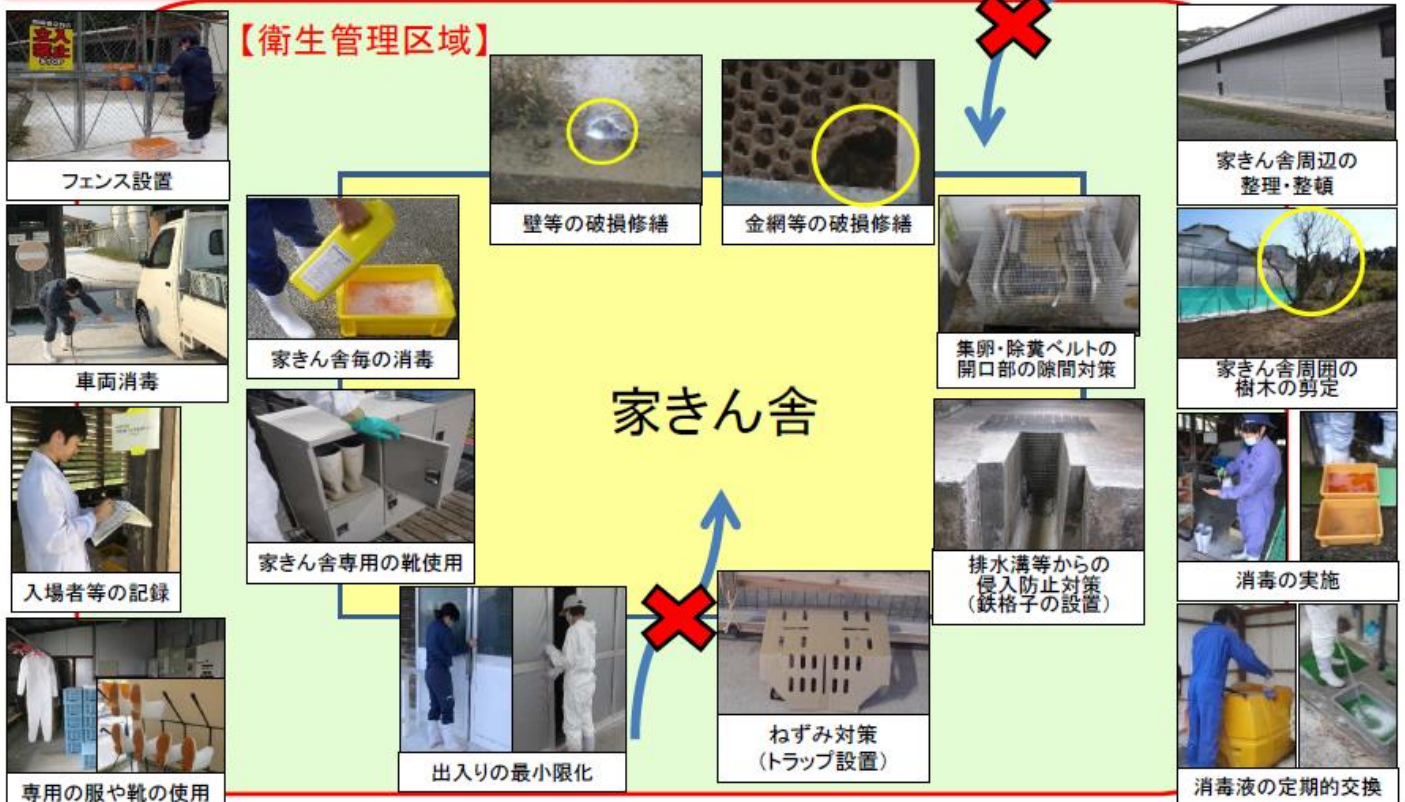 【衛生管理区域】
立入
禁止
フェンス設置
車両消毒
入場者等の記録
専用の服や靴の使用
壁等の破損修繕
金網等の破損修繕
家きん舎毎の消毒
家きん舎専用の靴使用
家きん舎
集卵・除糞ベルトの
開口部の隙間対策
排水溝等からの
侵入防止対策
(鉄格子の設置)
出入りの最小限化
ねずみ対策
(トラップ設置)
家きん舎周辺の
整理・整頓
家きん舎周囲の
樹木の剪定
消毒の実施
消毒液の定期的交換